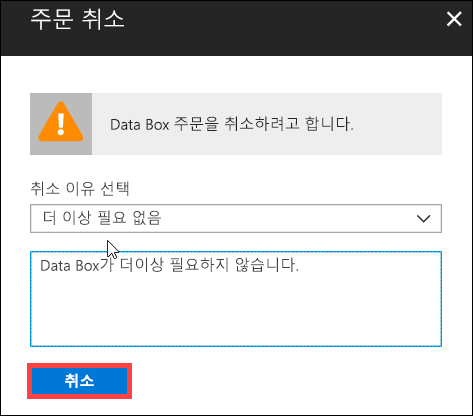 주문 취소
Data Box 주문을 취소하려고 합니다.
취소 이유 선택
더 이상 필요 없음
Data Box가 더이상 필요하지 않습니다.
취소